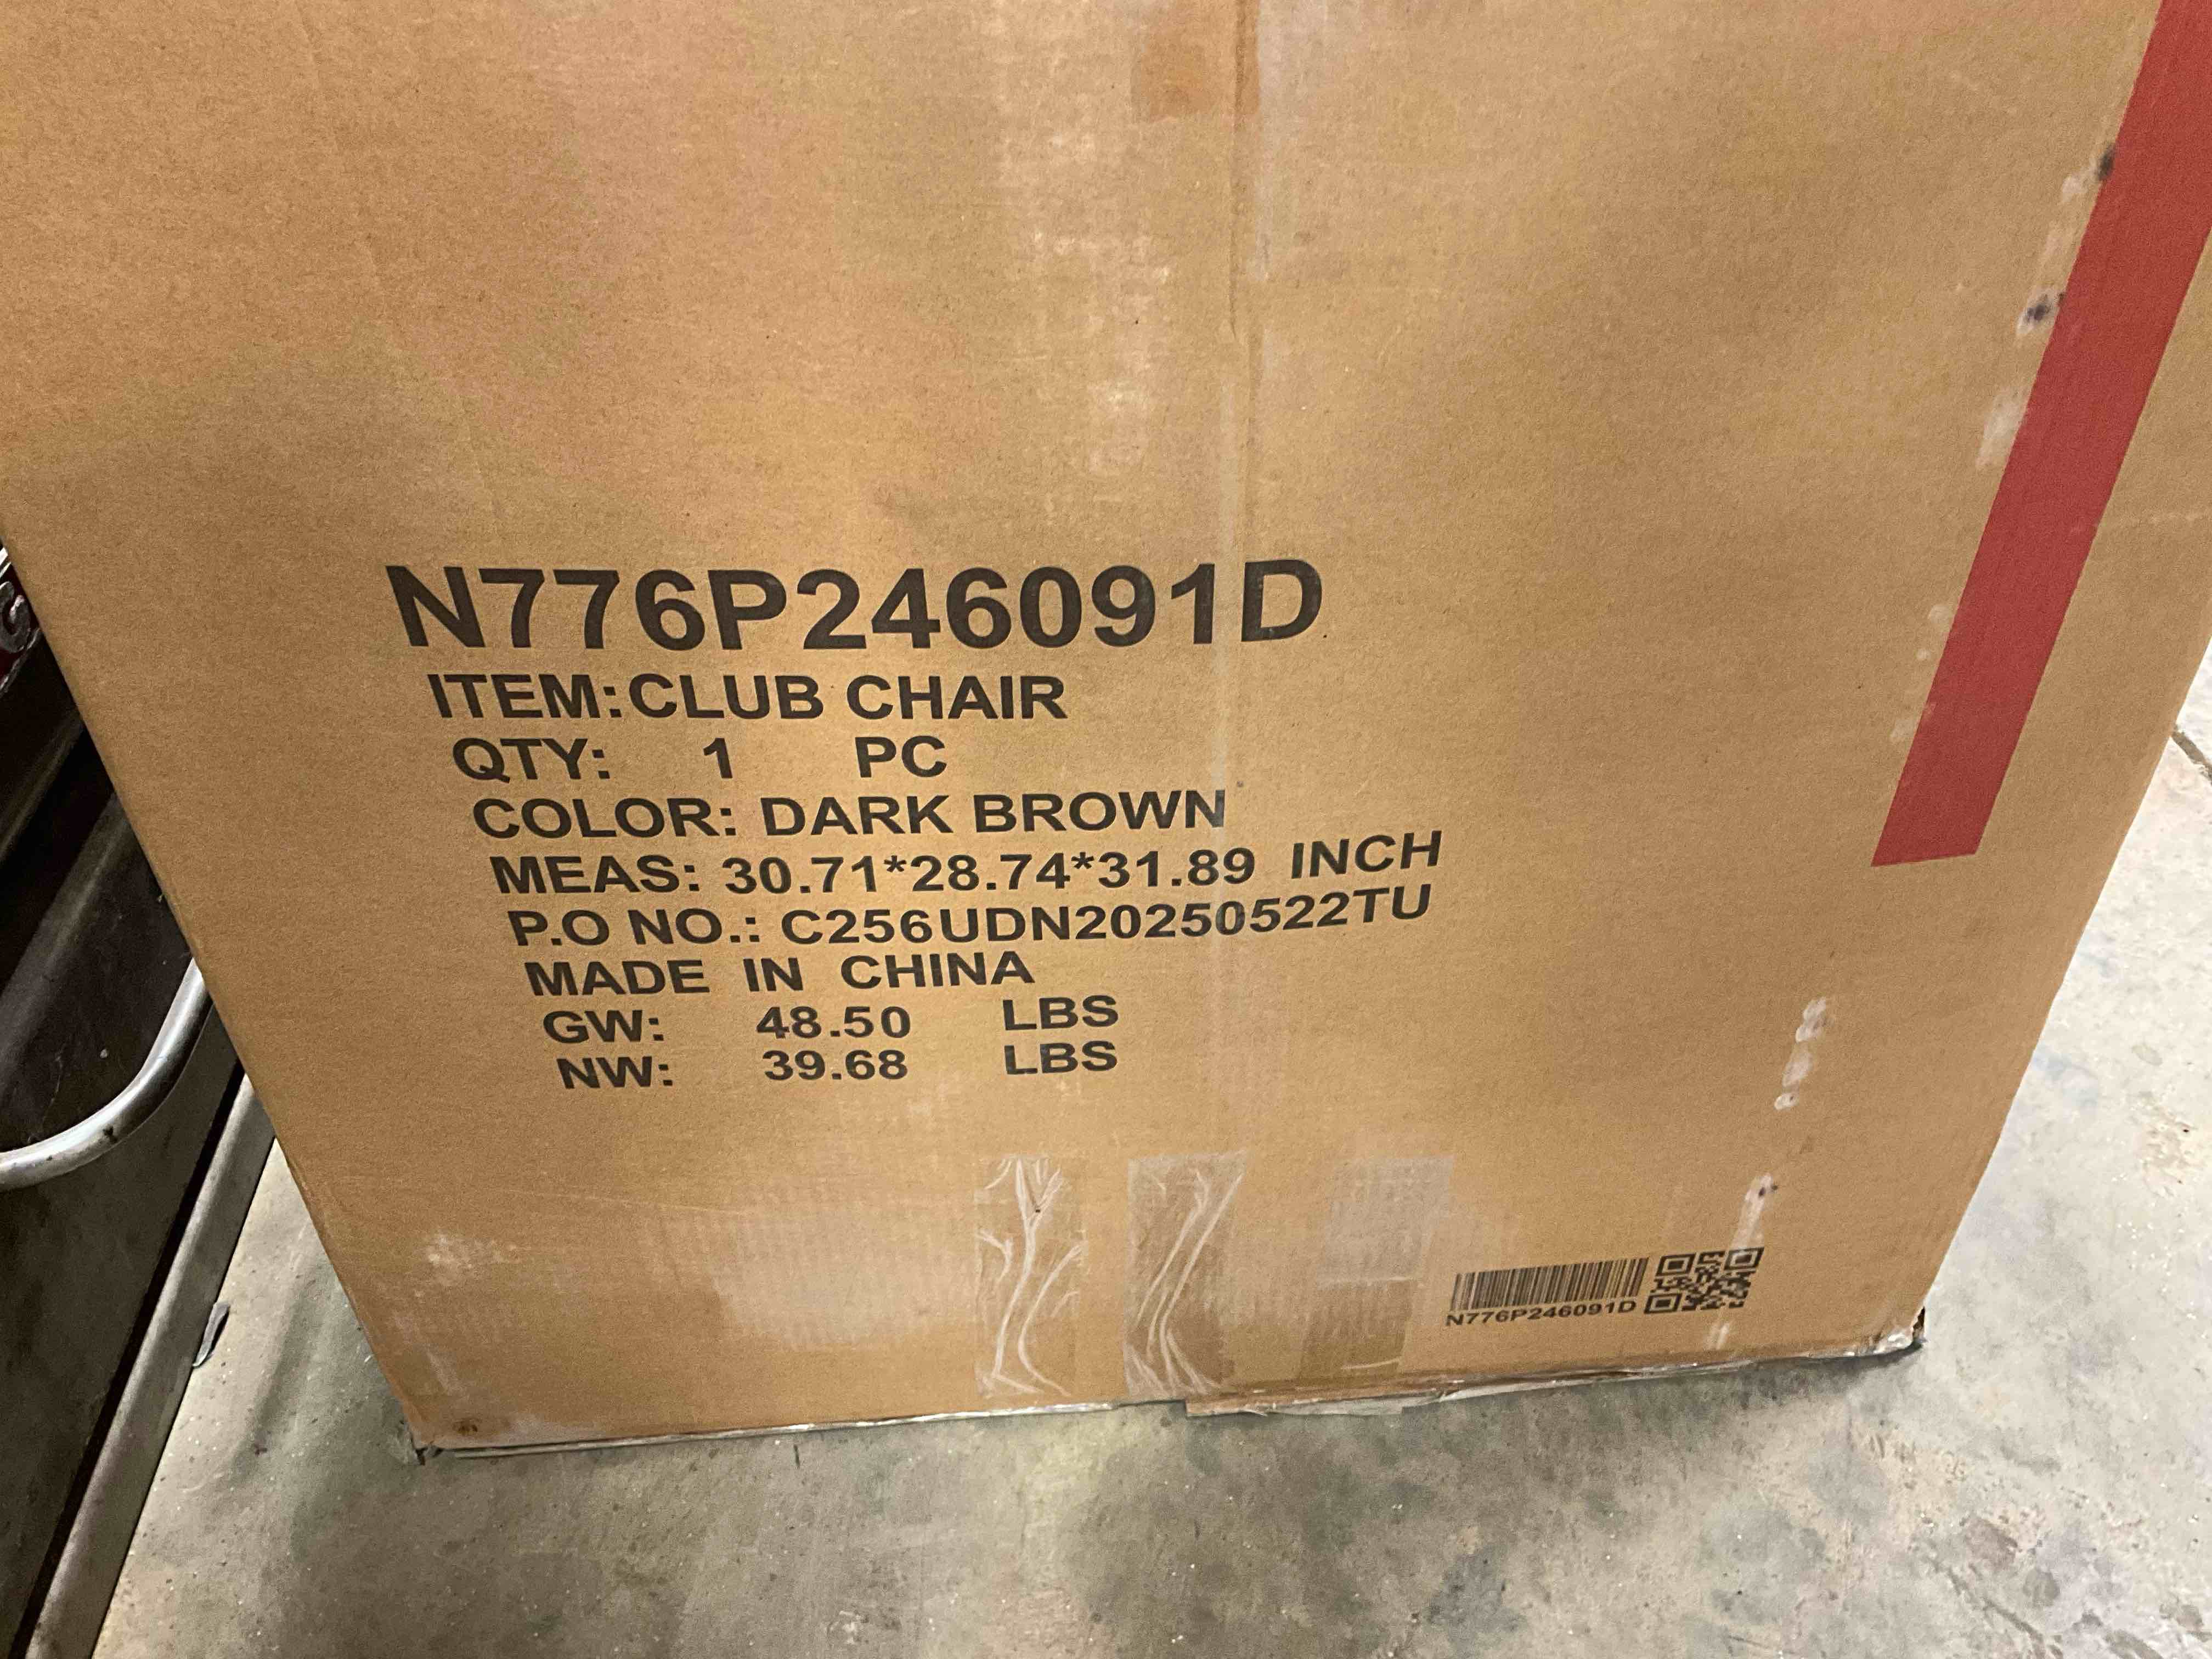 N776P246091D
ITEM:CLUB CHAIR
QTY: 1 PC
COLOR: DARK BROWN
MEAS: 30.71*28.74*31.89 INCH
P.O NO.: C256UDN20250522TU
MADE IN CHINA
GW: 48.50 LBS
NW: 39.68 LBS
N776P246091D